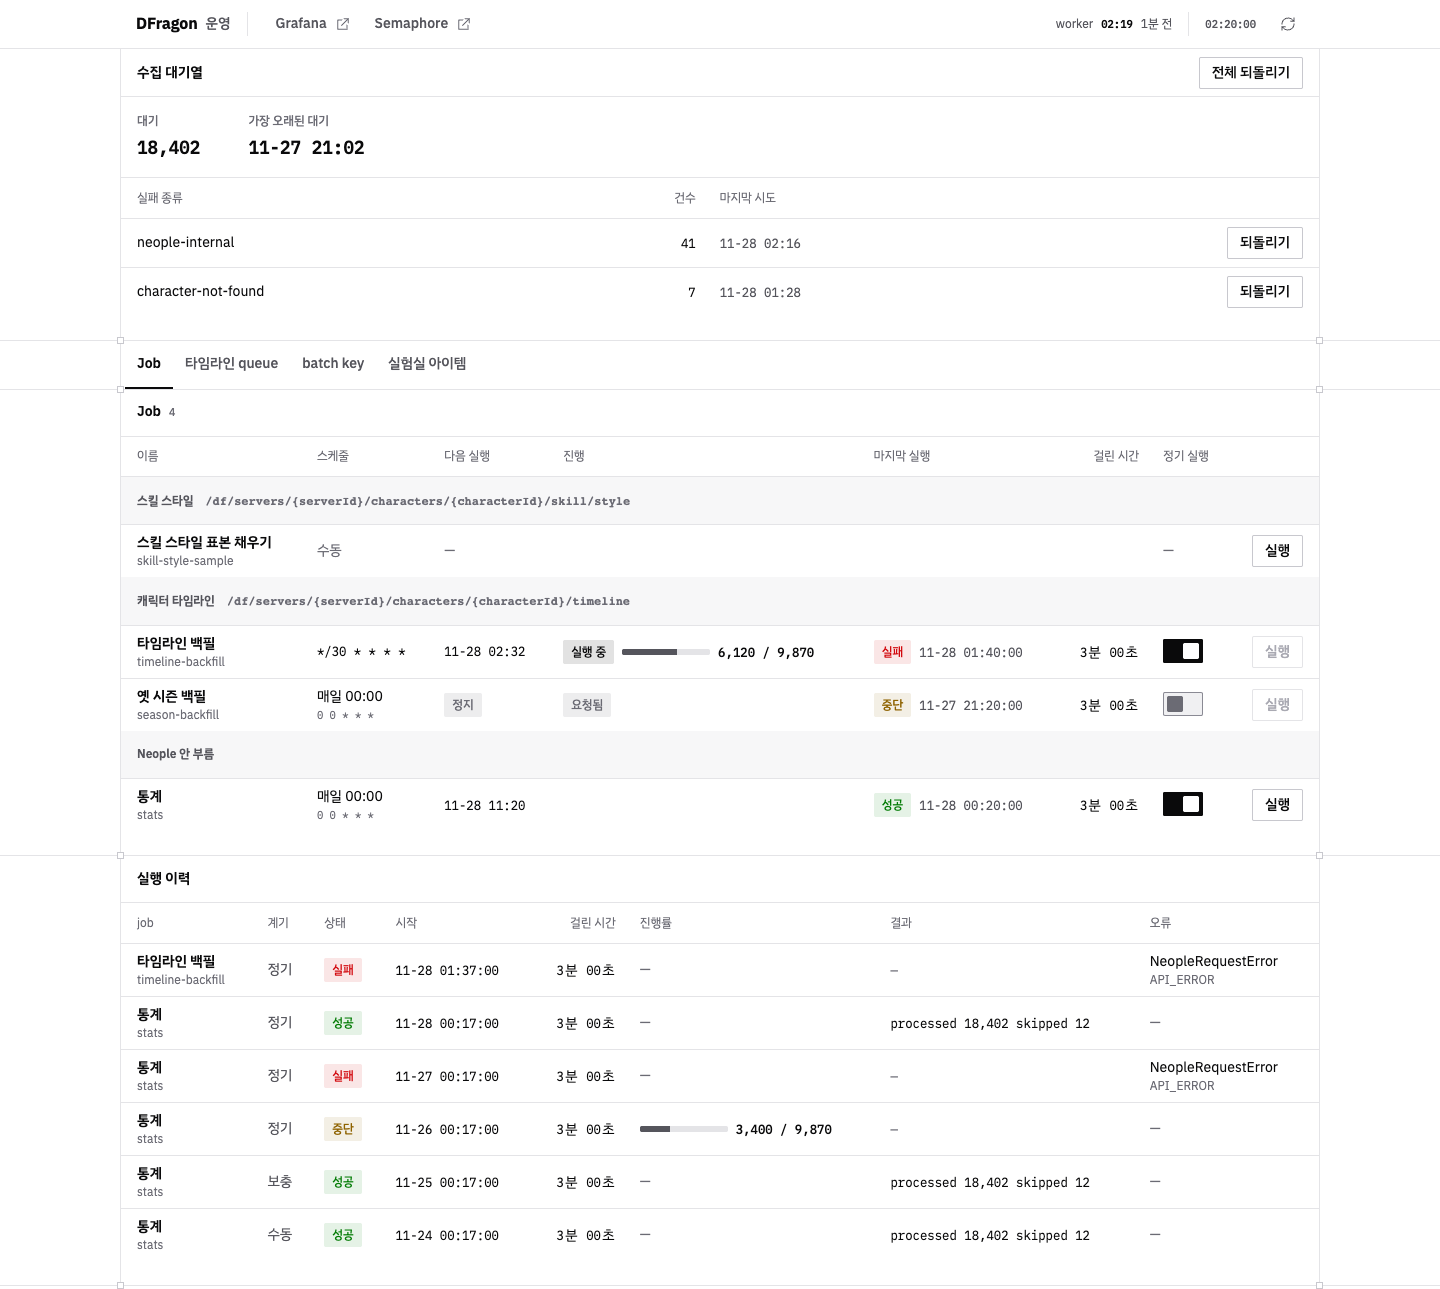 DFragon 운영 Grafana Semaphore worker 02:19 1분 전 02:20:00
수집 대기열 전체 되돌리기
대기 가장 오래된 대기
18,402 11-27 21:02
실패 종류 건수 마지막 시도
neople-internal 41 11-28 02:16 되돌리기
character-not-found 7 11-28 01:28 되돌리기
Job 타임라인 queue batch key 실험실 아이템
Job 4
이름 스케줄 다음 실행 진행 마지막 실행 걸린 시간 정기 실행
스킬 스타일 /df/servers/{serverId}/characters/{characterId}/skill/style
스킬 스타일 표본 채우기 수동 — — 실행
skill-style-sample
캐릭터 타임라인 /df/servers/{serverId}/characters/{characterId}/timeline
타임라인 백필 */30 * * * * 11-28 02:32 실행 중 6,120 / 9,870 실패 11-28 01:40:00 3분 00초 실행
timeline-backfill
옛 시즌 백필 매일 00:00 정지 요청됨 중단 11-27 21:20:00 3분 00초 실행
season-backfill 0 0 * * *
Neople 안 부름
통계 매일 00:00 11-28 11:20 성공 11-28 00:20:00 3분 00초 실행
stats 0 0 * * *
실행 이력
job 계기 상태 시작 걸린 시간 진행률 결과 오류
타임라인 백필 정기 실패 11-28 01:37:00 3분 00초 — — NeopleRequestError
timeline-backfill API_ERROR
통계 정기 성공 11-28 00:17:00 3분 00초 — processed 18,402 skipped 12 —
stats
통계 정기 실패 11-27 00:17:00 3분 00초 — — NeopleRequestError
stats API_ERROR
통계 정기 중단 11-26 00:17:00 3분 00초 3,400 / 9,870 — —
stats
통계 보충 성공 11-25 00:17:00 3분 00초 — processed 18,402 skipped 12 —
stats
통계 수동 성공 11-24 00:17:00 3분 00초 — processed 18,402 skipped 12 —
stats